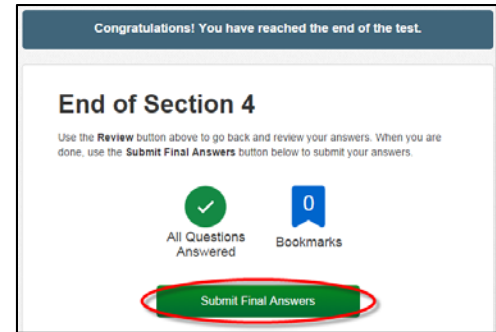 Congratulations! You have reached the end of the test.
End of Section 4
Use the Review button above to go back and review your answers. When you are
done, use the Submit Final Answers button below to submit your answers.
0
All Questions
Answered
Bookmarks
Submit Final Answers